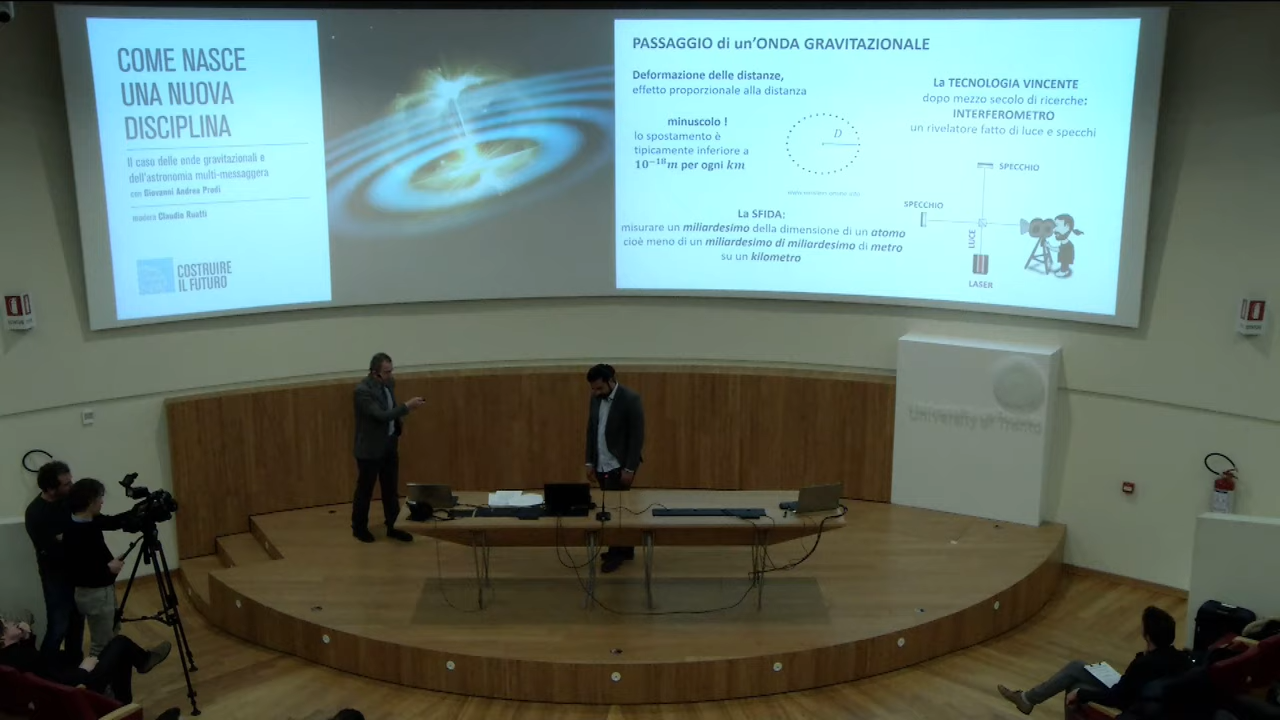 COME NASCE
UNA NUOVA
DISCIPLINA
Il caso delle onde gravitazionali e
dell'astronomia multi-messaggera
con Giovanni Andrea Prodi
modera Claudio Ruatti
COSTRUIRE
IL FUTURO
PASSAGGIO di un'ONDA GRAVITAZIONALE
Deformazione delle distanze,
effetto proporzionale alla distanza
minuscolo !
lo spostamento è
tipicamente inferiore a
10⁻¹⁸m per ogni km
D
La SFIDA:
misurare un miliardesimo della dimensione di un atomo
cioè meno di un miliardesimo di miliardesimo di metro
su un kilometro
La TECNOLOGIA VINCENTE
dopo mezzo secolo di ricerche:
INTERFEROMETRO
un rivelatore fatto di luce e specchi
SPECCHIO
SPECCHIO
LUCE
LASER
University of Trento